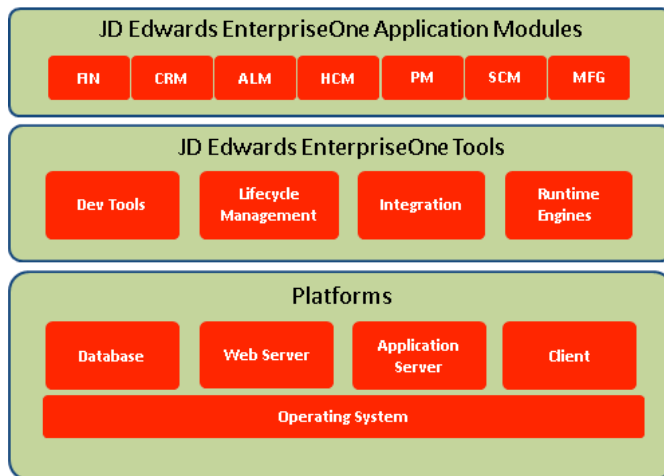 JD Edwards EnterpriseOne Application Modules
FIN CRM ALM HCM PM SCM MFG
JD Edwards EnterpriseOne Tools
Dev Tools
Lifecycle
Management
Integration
Runtime
Engines
Platforms
Database
Web Server
Application
Server
Client
Operating System